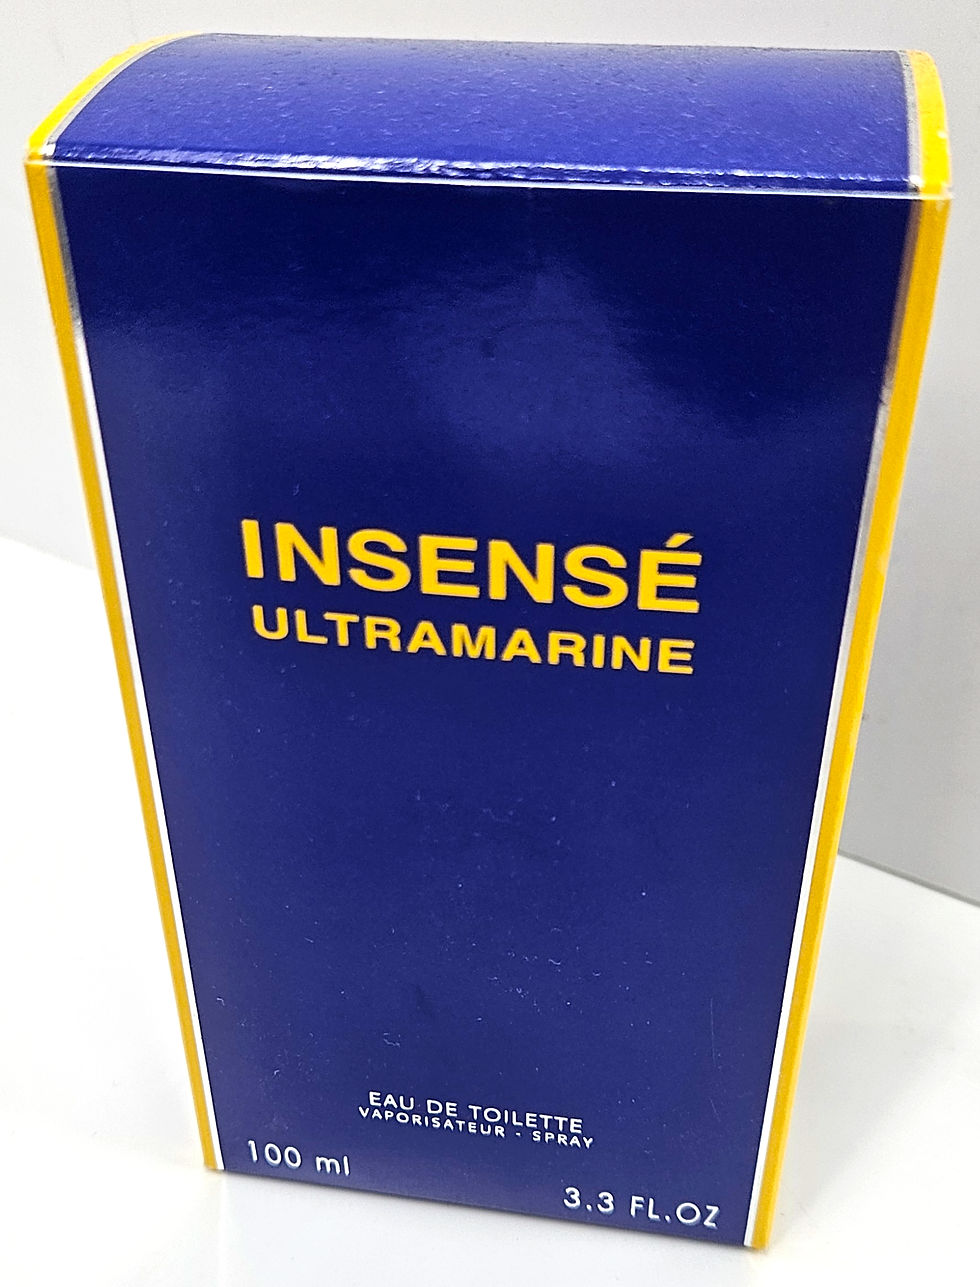 INSENSÉ
ULTRAMARINE
EAU DE TOILETTE
VAPORISATEUR - SPRAY
100 ml
3.3 FL.OZ